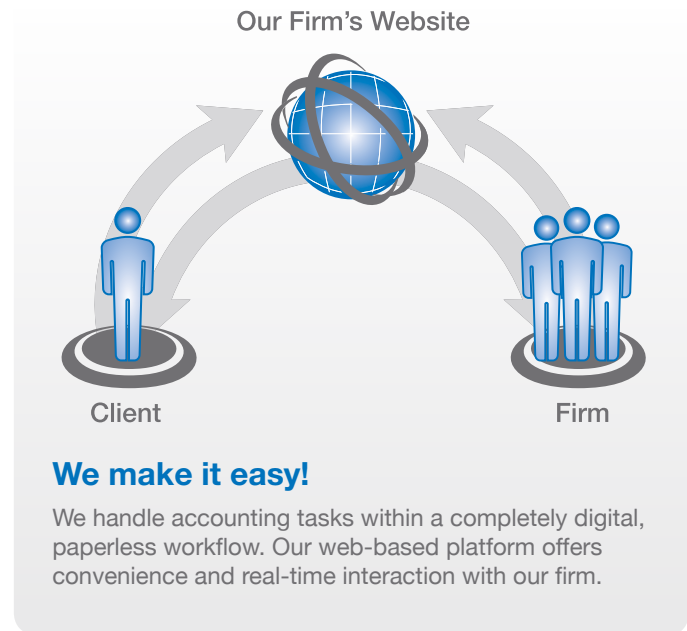 Our Firm's Website
Client
Firm
We make it easy!
We handle accounting tasks within a completely digital,
paperless workflow. Our web-based platform offers
convenience and real-time interaction with our firm.